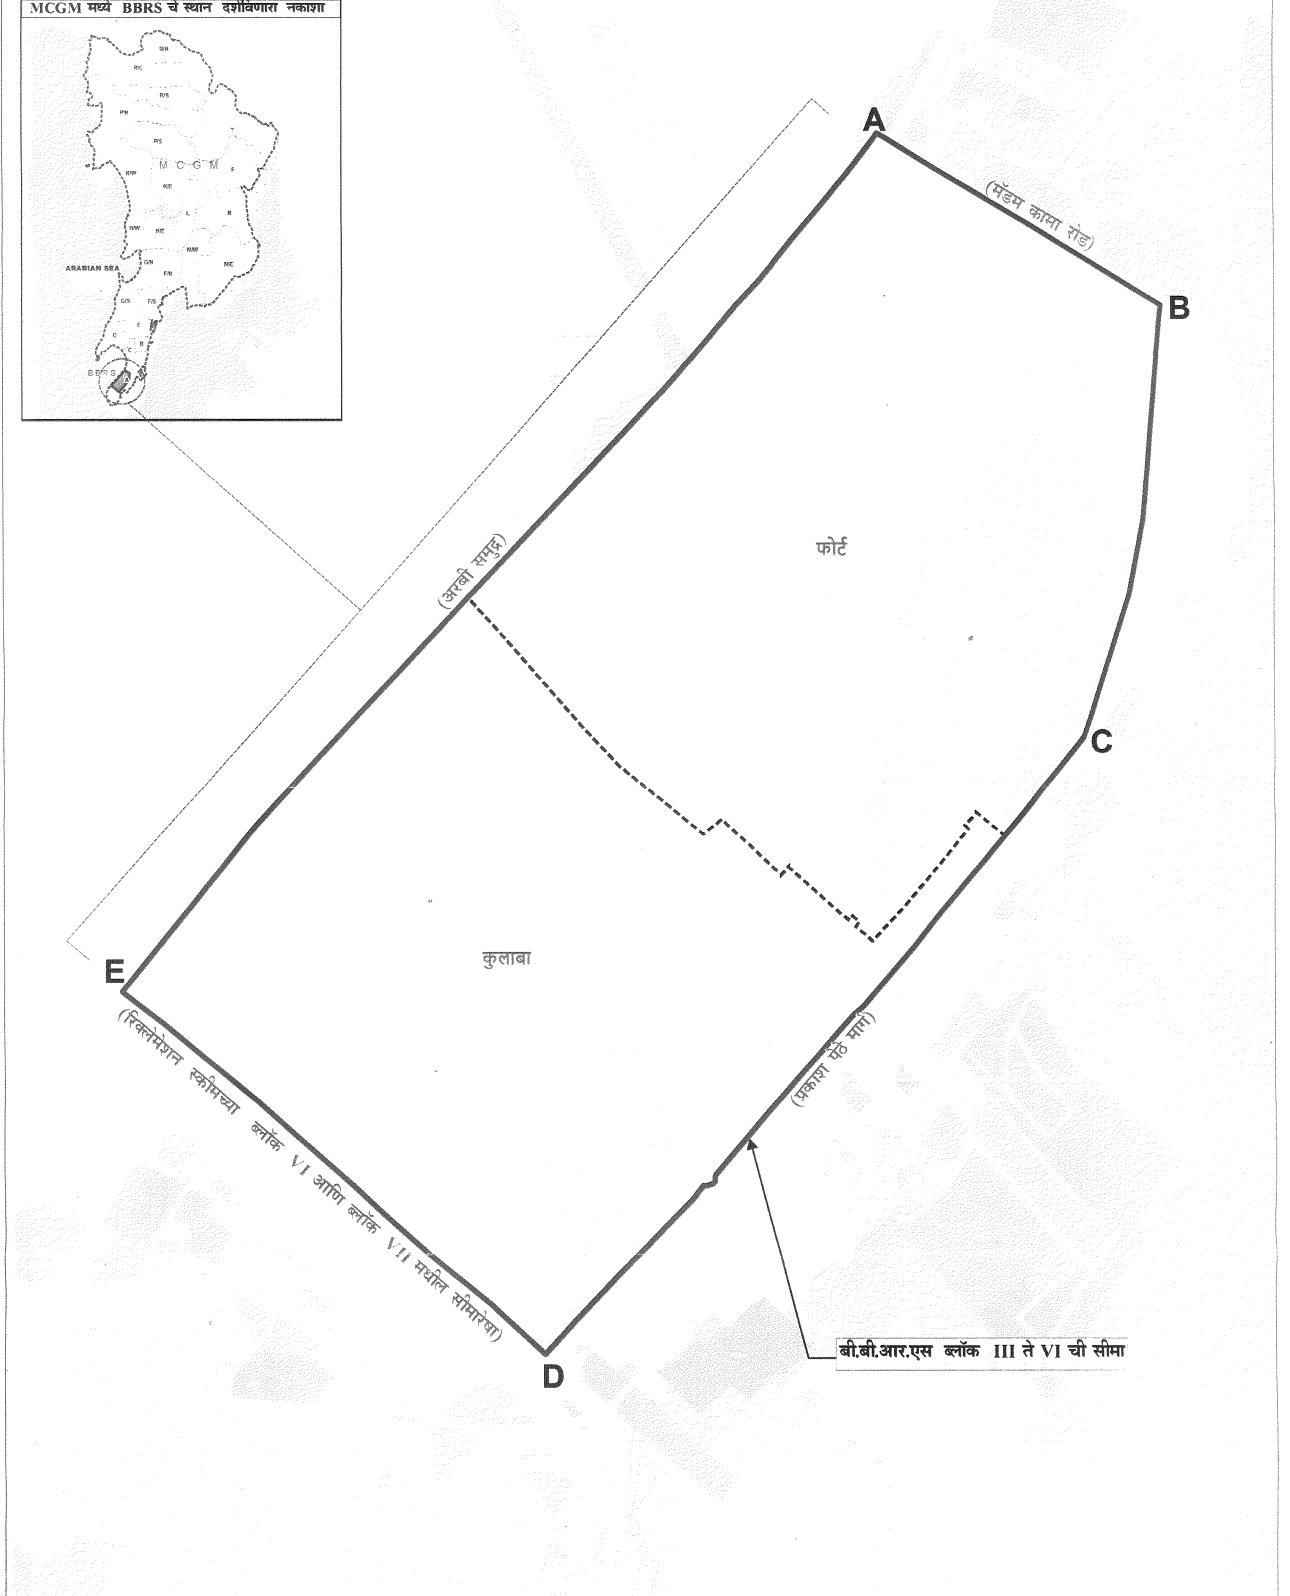 MCGM मध्ये BBRS चे स्थान दर्शविणारा नकाशा
R/N
R/C
R/S
P/N
T
P/S
M C G M
S
K/W
K/E
L
N
H/W
H/E
M/W
ARABIAN SEA
G/N
M/E
F/N
G/S
F/S
E
D
B
C
BBRS
A
(मॅडम कामा रोड)
B
(अरबी समुद्र)
फोर्ट
C
कुलाबा
E
(रिक्लेमेशन स्कीमच्या ब्लॉक VI आणि ब्लॉक VII मधील सीमारेषा)
(प्रकाश पेठे मार्ग)
बी.बी.आर.एस ब्लॉक III ते VI ची सीमा
D